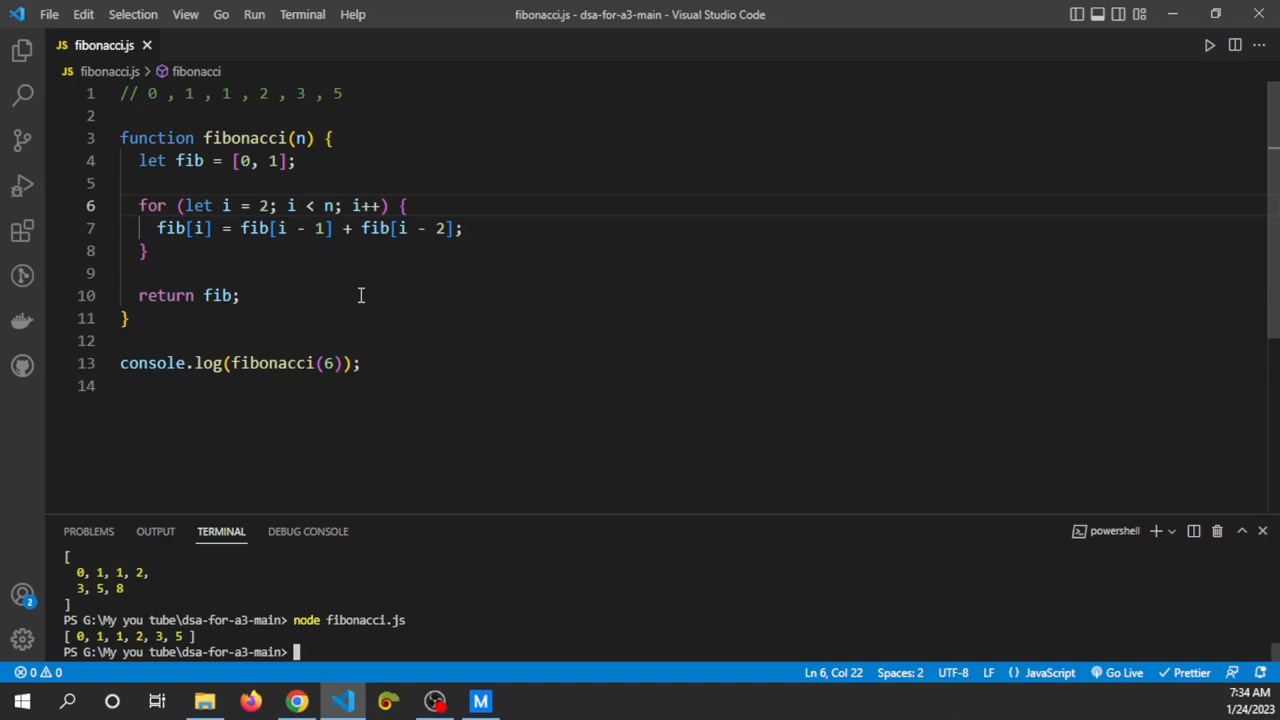 File Edit Selection View Go Run Terminal Help fibonacci.js - dsa-for-a3-main - Visual Studio Code
JS fibonacci.js
JS fibonacci.js > fibonacci
1 // 0 , 1 , 1 , 2 , 3 , 5
2
3 function fibonacci(n) {
4 let fib = [0, 1];
5
6 for (let i = 2; i < n; i++) {
7 fib[i] = fib[i - 1] + fib[i - 2];
8 }
9
10 return fib;
11 }
12
13 console.log(fibonacci(6));
14
PROBLEMS OUTPUT TERMINAL DEBUG CONSOLE powershell
[
0, 1, 1, 2,
3, 5, 8
]
PS G:\My you tube\dsa-for-a3-main> node fibonacci.js
[ 0, 1, 1, 2, 3, 5 ]
PS G:\My you tube\dsa-for-a3-main>
2
0 0 Ln 6, Col 22 Spaces: 2 UTF-8 LF {} JavaScript Go Live Prettier
M
7:34 AM
1/24/2023